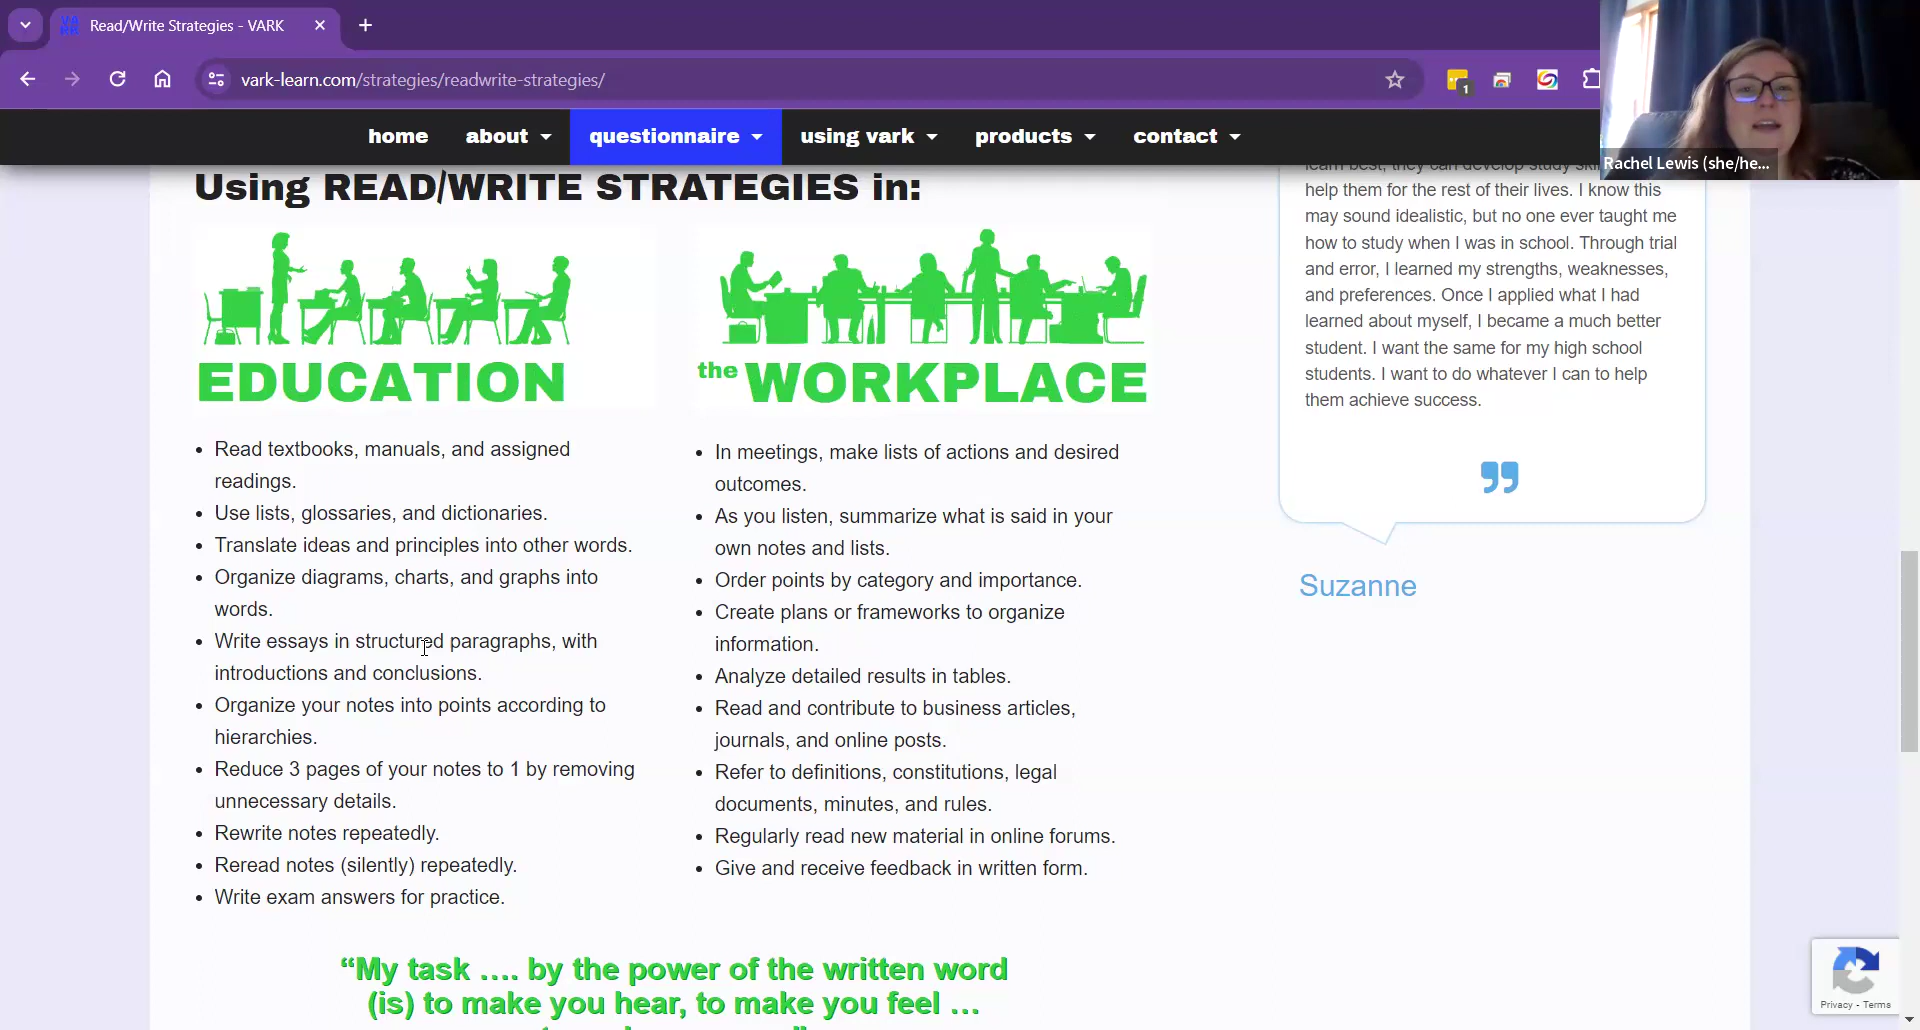 Read/Write Strategies - VARK
vark-learn.com/strategies/readwrite-strategies/
1
home about questionnaire using vark products contact
Rachel Lewis (she/he...
Using READ/WRITE STRATEGIES in:
EDUCATION
Read textbooks, manuals, and assigned
readings.
Use lists, glossaries, and dictionaries.
Translate ideas and principles into other words.
Organize diagrams, charts, and graphs into
words.
Write essays in structured paragraphs, with
introductions and conclusions.
Organize your notes into points according to
hierarchies.
Reduce 3 pages of your notes to 1 by removing
unnecessary details.
Rewrite notes repeatedly.
Reread notes (silently) repeatedly.
Write exam answers for practice.
the WORKPLACE
In meetings, make lists of actions and desired
outcomes.
As you listen, summarize what is said in your
own notes and lists.
Order points by category and importance.
Create plans or frameworks to organize
information.
Analyze detailed results in tables.
Read and contribute to business articles,
journals, and online posts.
Refer to definitions, constitutions, legal
documents, minutes, and rules.
Regularly read new material in online forums.
Give and receive feedback in written form.
“My task …. by the power of the written word
(is) to make you hear, to make you feel …
learn best, they can develop study
help them for the rest of their lives. I know this
may sound idealistic, but no one ever taught me
how to study when I was in school. Through trial
and error, I learned my strengths, weaknesses,
and preferences. Once I applied what I had
learned about myself, I became a much better
student. I want the same for my high school
students. I want to do whatever I can to help
them achieve success.
”
Suzanne
Privacy - Terms